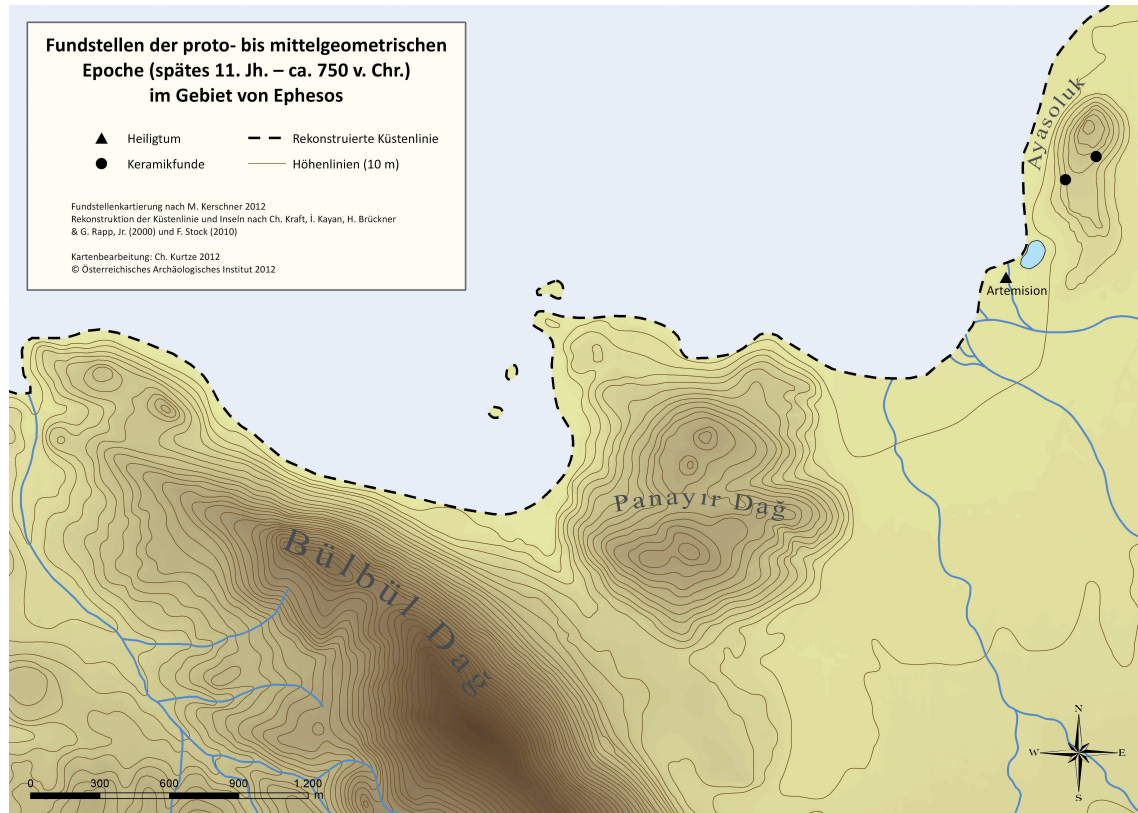 Fundstellen der proto- bis mittelgeometrischen
Epoche (spätes 11. Jh. – ca. 750 v. Chr.)
im Gebiet von Ephesos
Heiligtum
Rekonstruierte Küstenlinie
Keramikfunde
Höhenlinien (10 m)
Fundstellenkartierung nach M. Kerschner 2012
Rekonstruktion der Küstenlinie und Inseln nach Ch. Kraft, İ. Kayan, H. Brückner
& G. Rapp, Jr. (2000) und F. Stock (2010)
Kartenbearbeitung: Ch. Kurtze 2012
© Österreichisches Archäologisches Institut 2012
Ayasoluk
Artemision
Panayır Dağ
Bülbül Dağ
N
W E
S
0 300 600 900 1.200
m